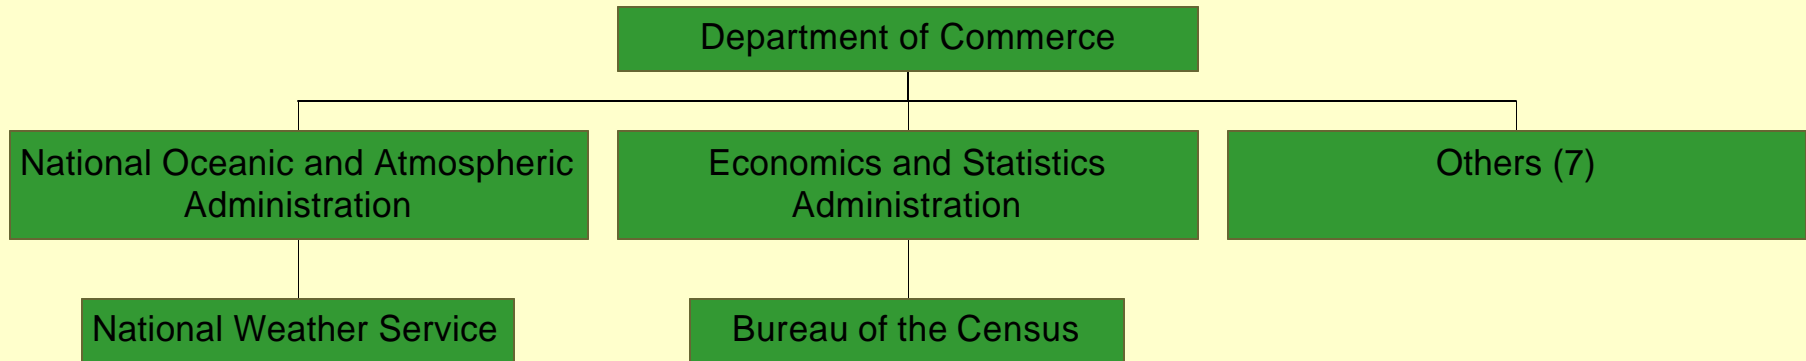 Department of Commerce
National Oceanic and Atmospheric
Administration
Economics and Statistics
Administration
Others (7)
National Weather Service
Bureau of the Census